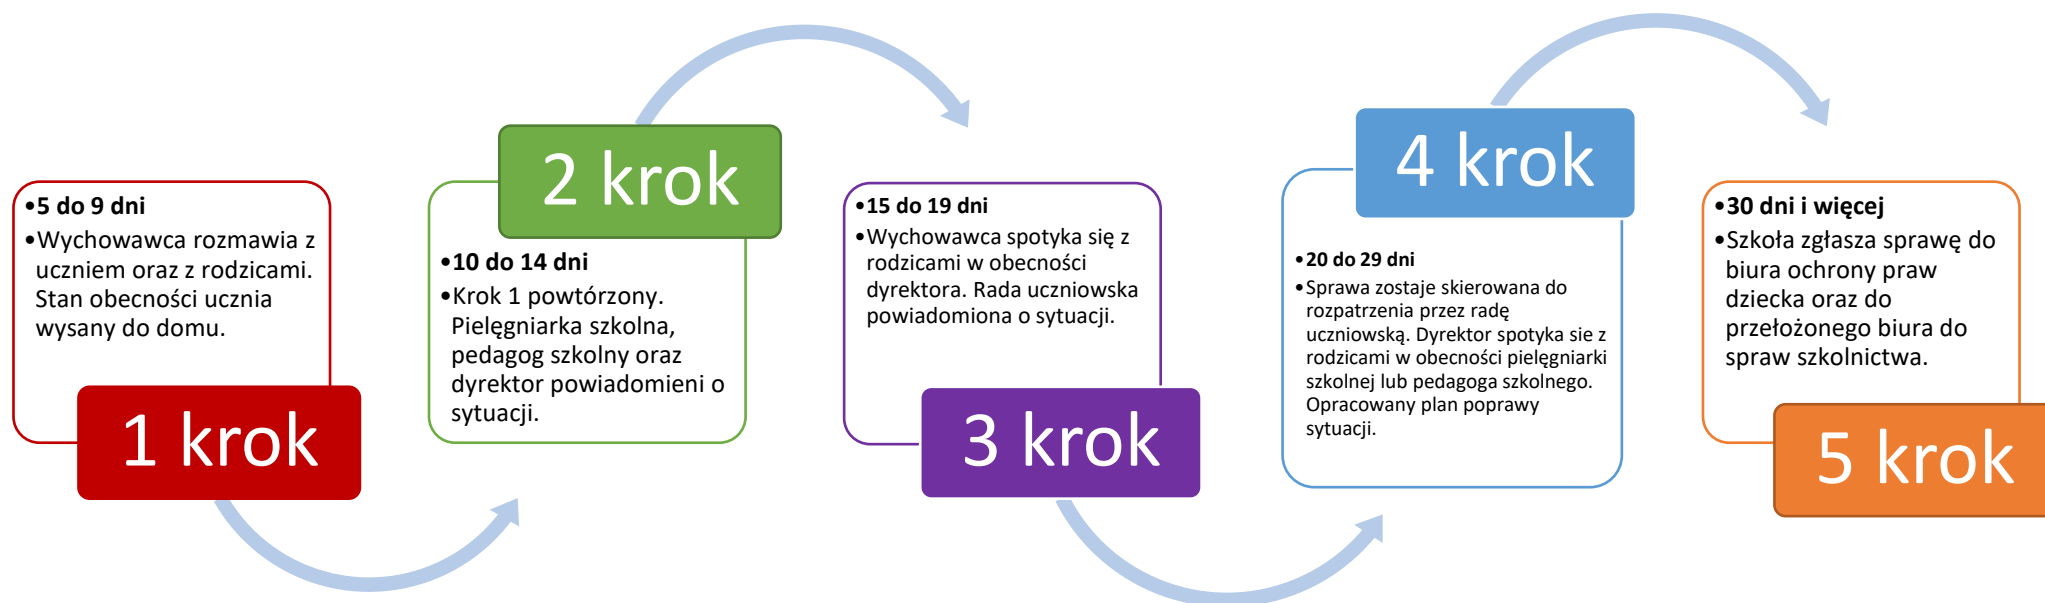 •5 do 9 dni
•Wychowawca rozmawia z
uczniem oraz z rodzicami.
Stan obecności ucznia
wysany do domu.
1 krok
2 krok
•10 do 14 dni
•Krok 1 powtórzony.
Pielęgniarka szkolna,
pedagog szkolny oraz
dyrektor powiadomieni o
sytuacji.
•15 do 19 dni
•Wychowawca spotyka się z
rodzicami w obecności
dyrektora. Rada uczniowska
powiadomiona o sytuacji.
3 krok
4 krok
•20 do 29 dni
•Sprawa zostaje skierowana do
rozpatrzenia przez radę
uczniowską. Dyrektor spotyka sie z
rodzicami w obecności pielęgniarki
szkolnej lub pedagoga szkolnego.
Opracowany plan poprawy
sytuacji.
•30 dni i więcej
•Szkoła zgłasza sprawę do
biura ochrony praw
dziecka oraz do
przełożonego biura do
spraw szkolnictwa.
5 krok